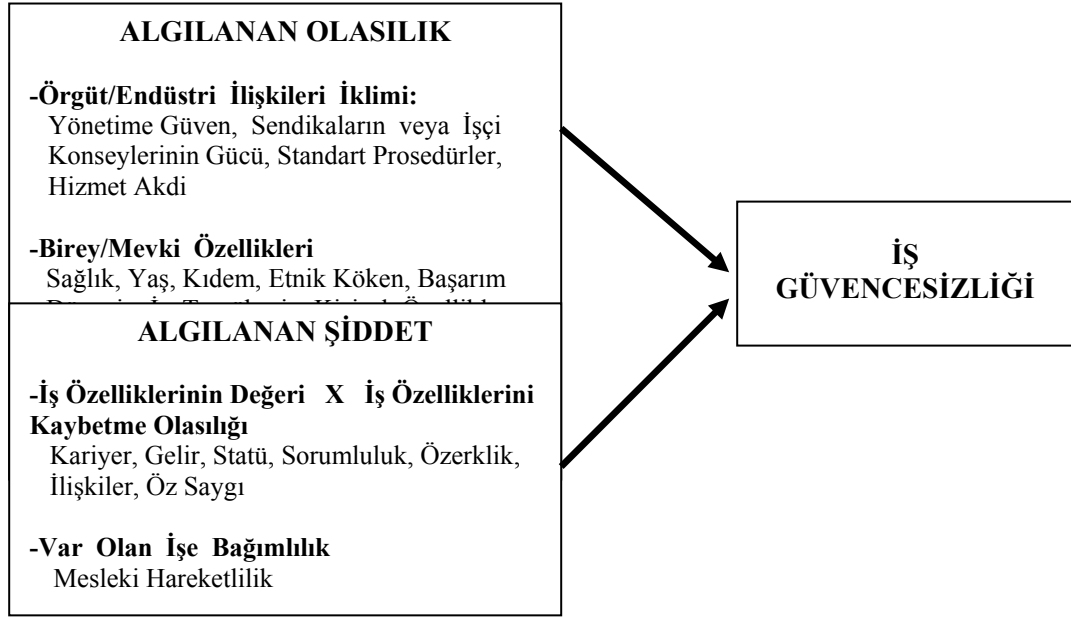 ALGILANAN OLASILIK
-Örgüt/Endüstri İlişkileri İklimi:
Yönetime Güven, Sendikaların veya İşçi
Konseylerinin Gücü, Standart Prosedürler,
Hizmet Akdi
-Birey/Mevki Özellikleri
Sağlık, Yaş, Kıdem, Etnik Köken, Başarım
ALGILANAN ŞİDDET
-İş Özelliklerinin Değeri X İş Özelliklerini
Kaybetme Olasılığı
Kariyer, Gelir, Statü, Sorumluluk, Özerklik,
İlişkiler, Öz Saygı
-Var Olan İşe Bağımlılık
Mesleki Hareketlilik
İŞ
GÜVENCESİZLİĞİ